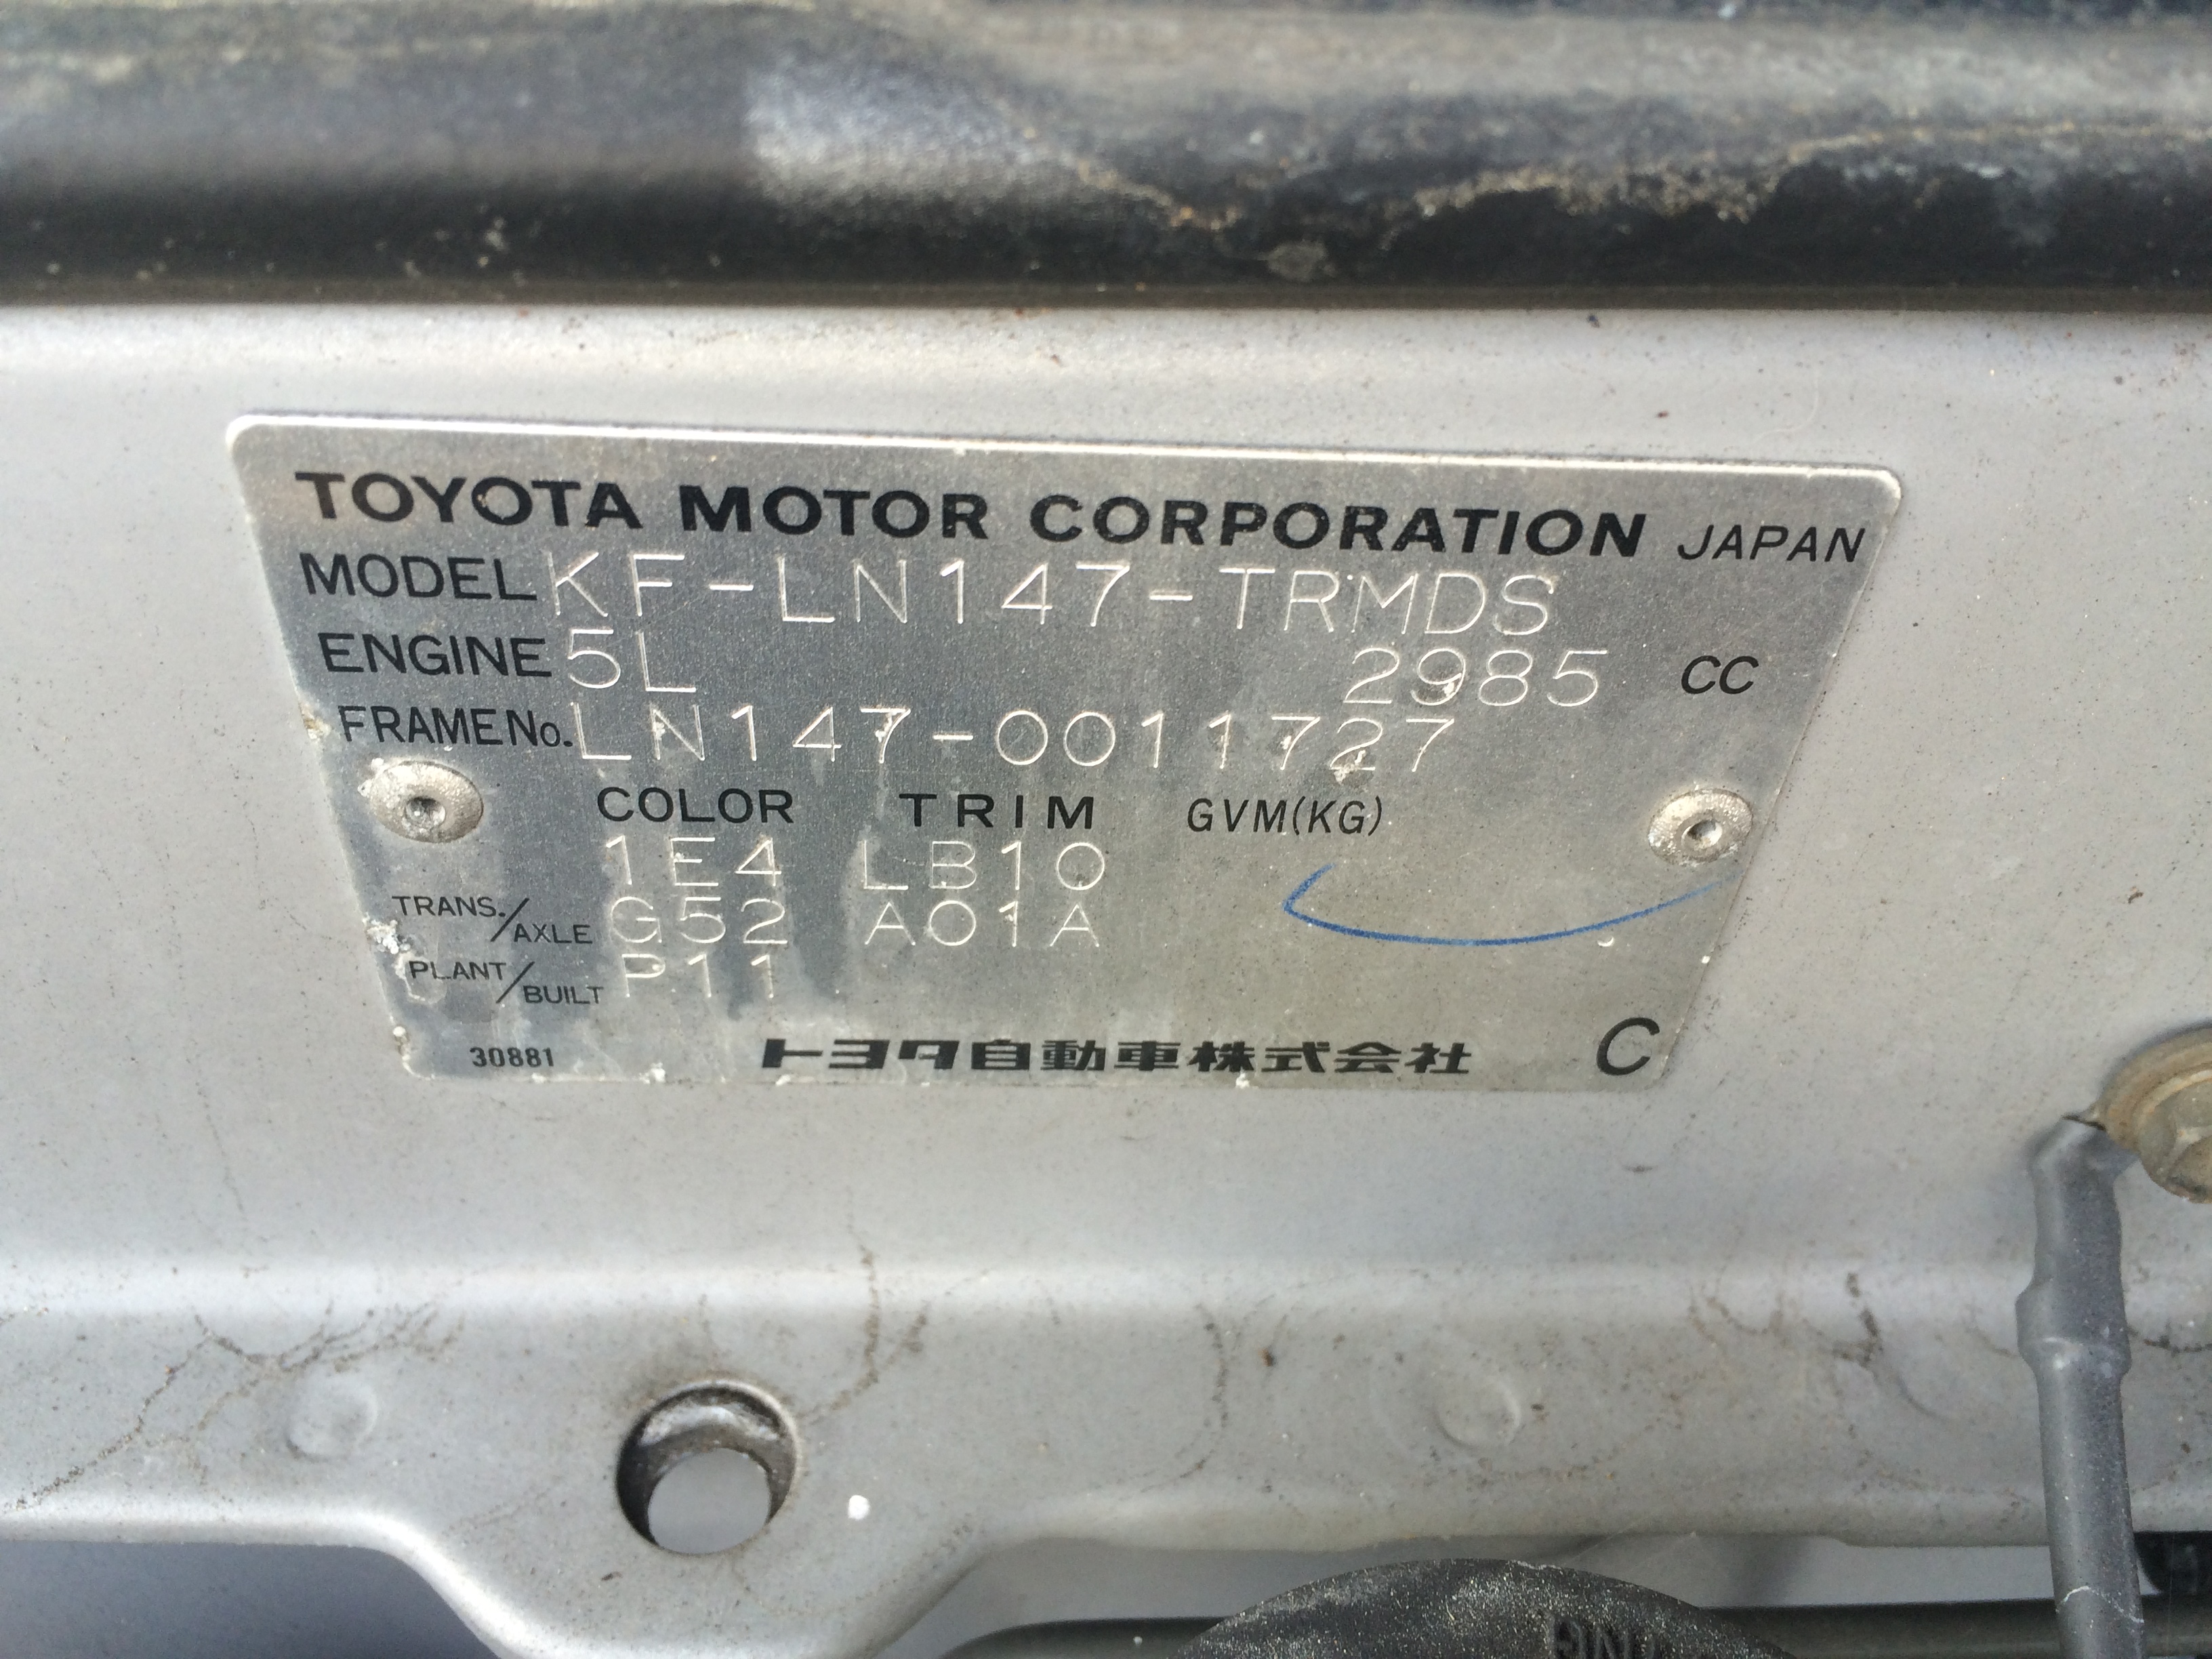 TOYOTA MOTOR CORPORATION JAPAN
MODEL KF-LN147-TRMDS
ENGINE 5L 2985 CC
FRAME No. LN147-0011727
COLOR TRIM GVM(KG)
1E4 LB10
TRANS./AXLE G52 A01A
PLANT/BUILT P11
30881 トヨタ自動車株式会社 C